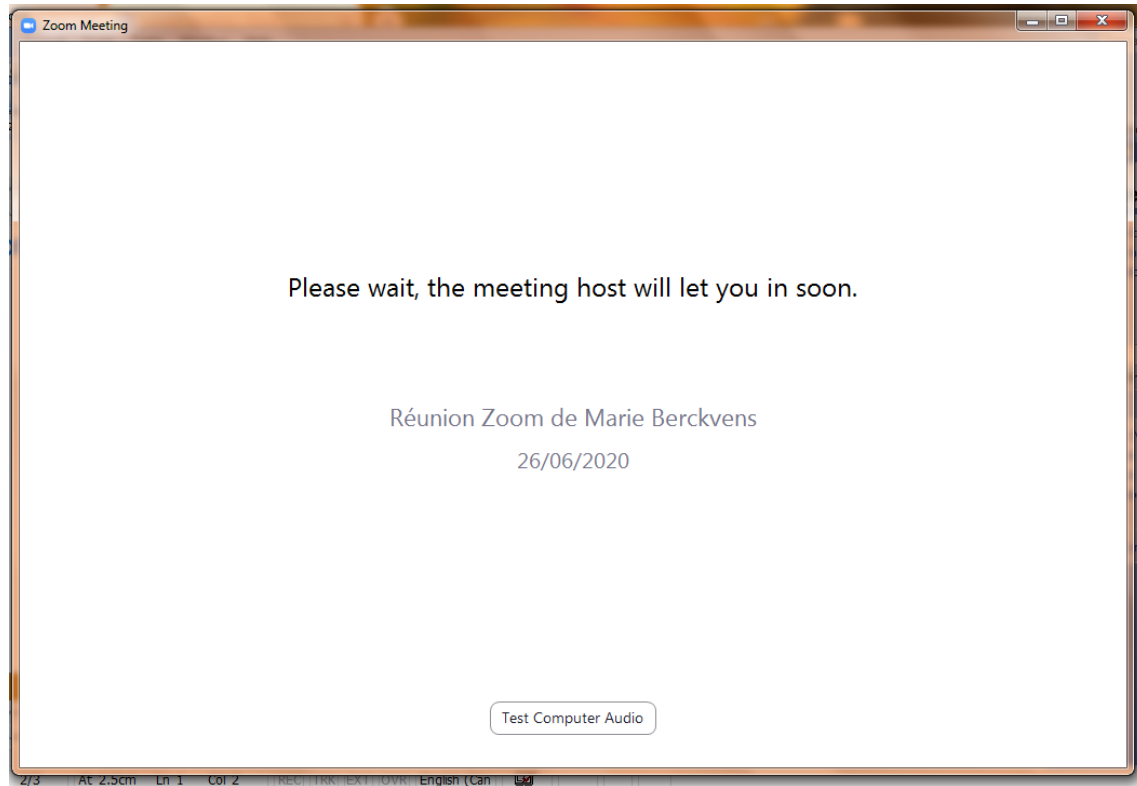 Zoom Meeting
Please wait, the meeting host will let you in soon.
Réunion Zoom de Marie Berckvens
26/06/2020
Test Computer Audio
2/3 At 2.5cm Ln 1 Col 2 REC TRK EXT OVR English (Can